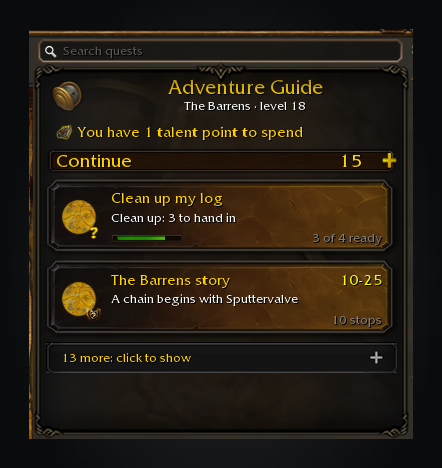 Search quests
Adventure Guide
The Barrens · level 18
You have 1 talent point to spend
Continue 15
Clean up my log
Clean up: 3 to hand in
3 of 4 ready
The Barrens story 10-25
A chain begins with Sputtervalve
10 stops
13 more: click to show